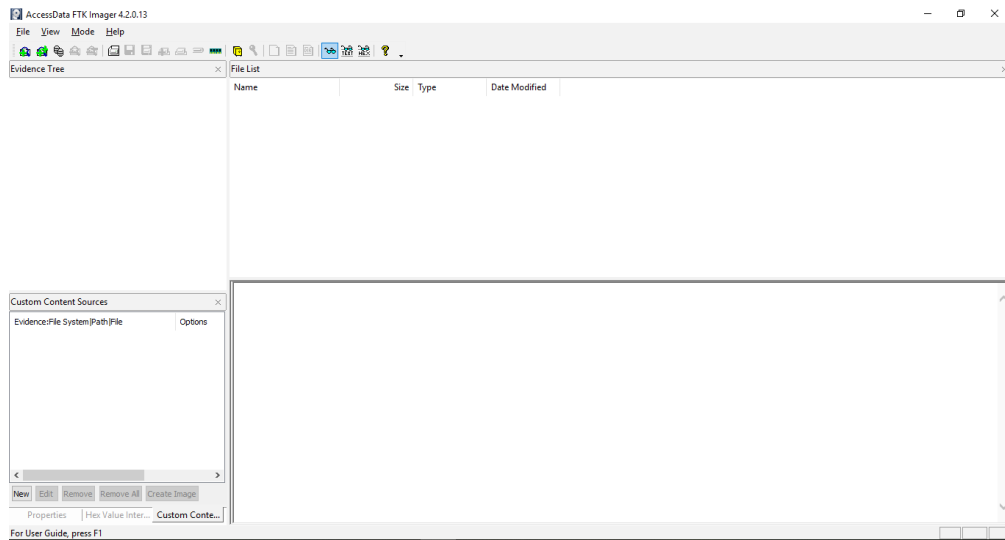 AccessData FTK Imager 4.2.0.13
File View Mode Help
Evidence Tree
File List
Name Size Type Date Modified
Custom Content Sources
Evidence:File System|Path|File Options
New Edit Remove Remove All Create Image
Properties Hex Value Inter... Custom Conte...
For User Guide, press F1